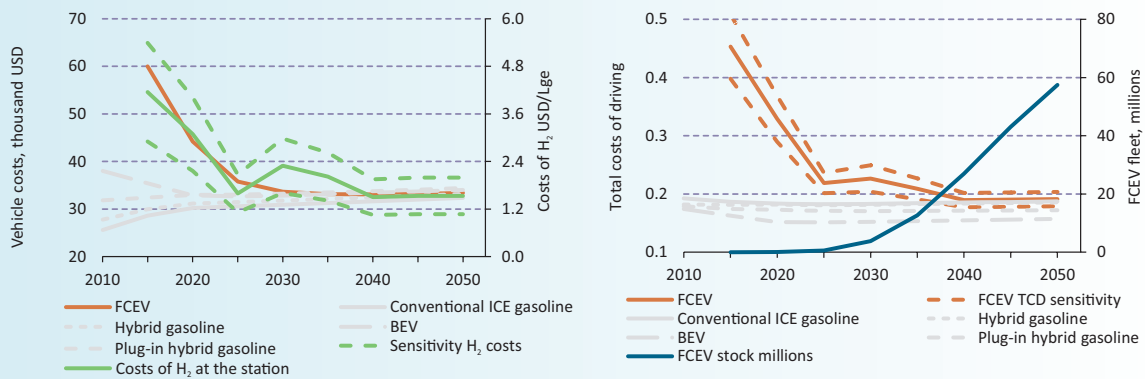 Vehicle costs, thousand USD
70
60
50
40
30
20
2010
2020
2030
2040
2050
6.0
4.8
3.6
2.4
1.2
0.0
Costs of H₂ USD/Lge
FCEV
Conventional ICE gasoline
Hybrid gasoline
BEV
Plug-in hybrid gasoline
Sensitivity H₂ costs
Costs of H₂ at the station
Total costs of driving
0.5
0.4
0.3
0.2
0.1
2010
2020
2030
2040
2050
80
60
40
20
0
FCEV fleet, millions
FCEV
FCEV TCD sensitivity
Conventional ICE gasoline
Hybrid gasoline
BEV
Plug-in hybrid gasoline
FCEV stock millions